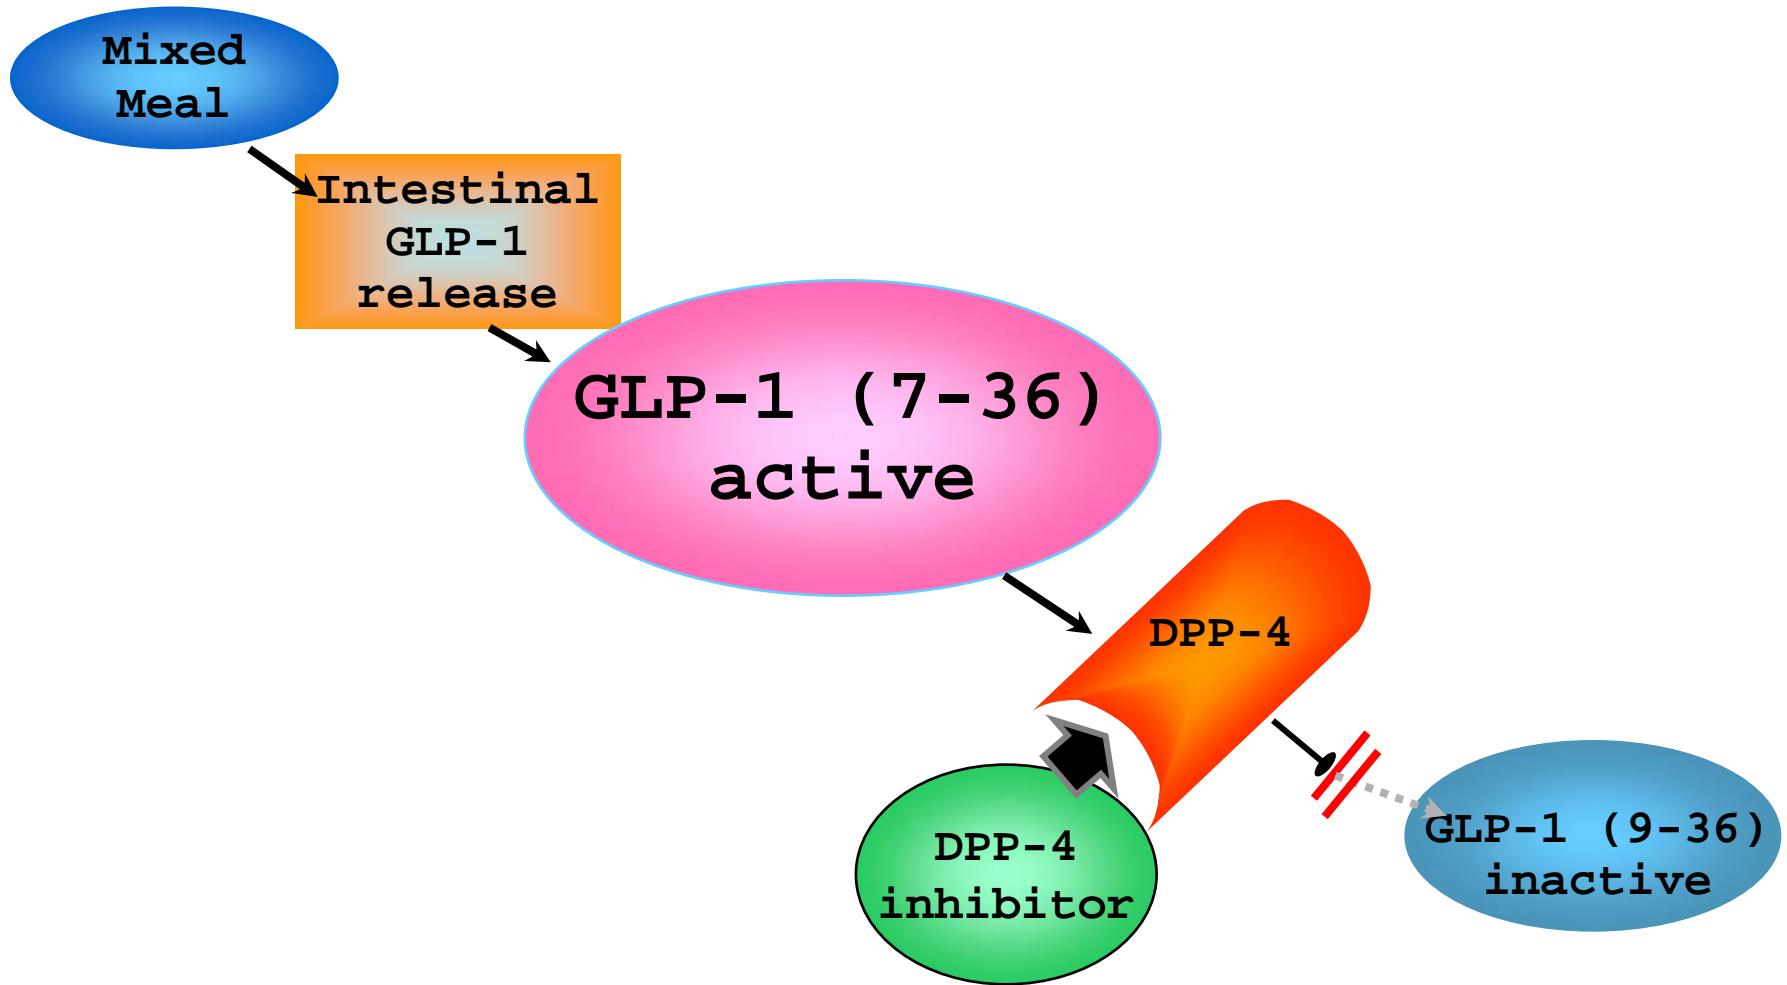 Mixed
Meal
Intestinal
GLP-1
release
GLP-1 (7-36)
active
DPP-4
DPP-4
inhibitor
GLP-1 (9-36)
inactive